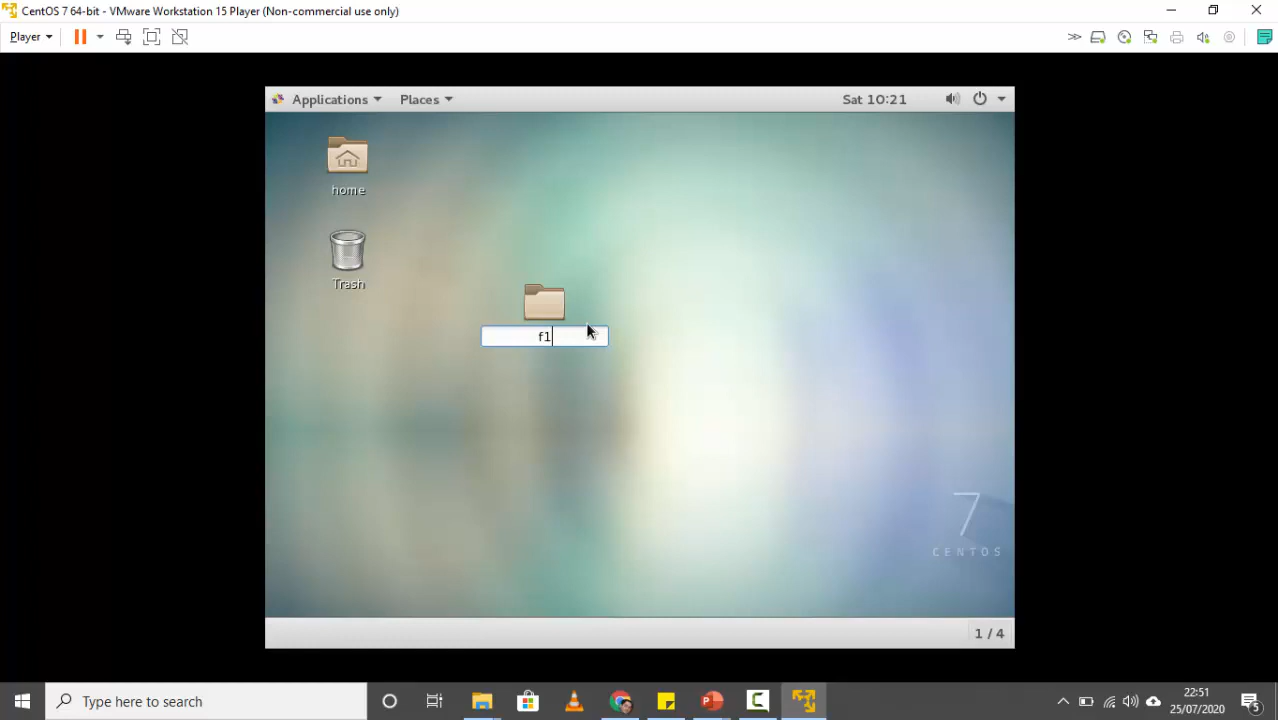 CentOS 7 64-bit - VMware Workstation 15 Player (Non-commercial use only)
Player
Applications
Places
Sat 10:21
home
Trash
f1
7
CENTOS
1 / 4
Type here to search
22:51
25/07/2020
5